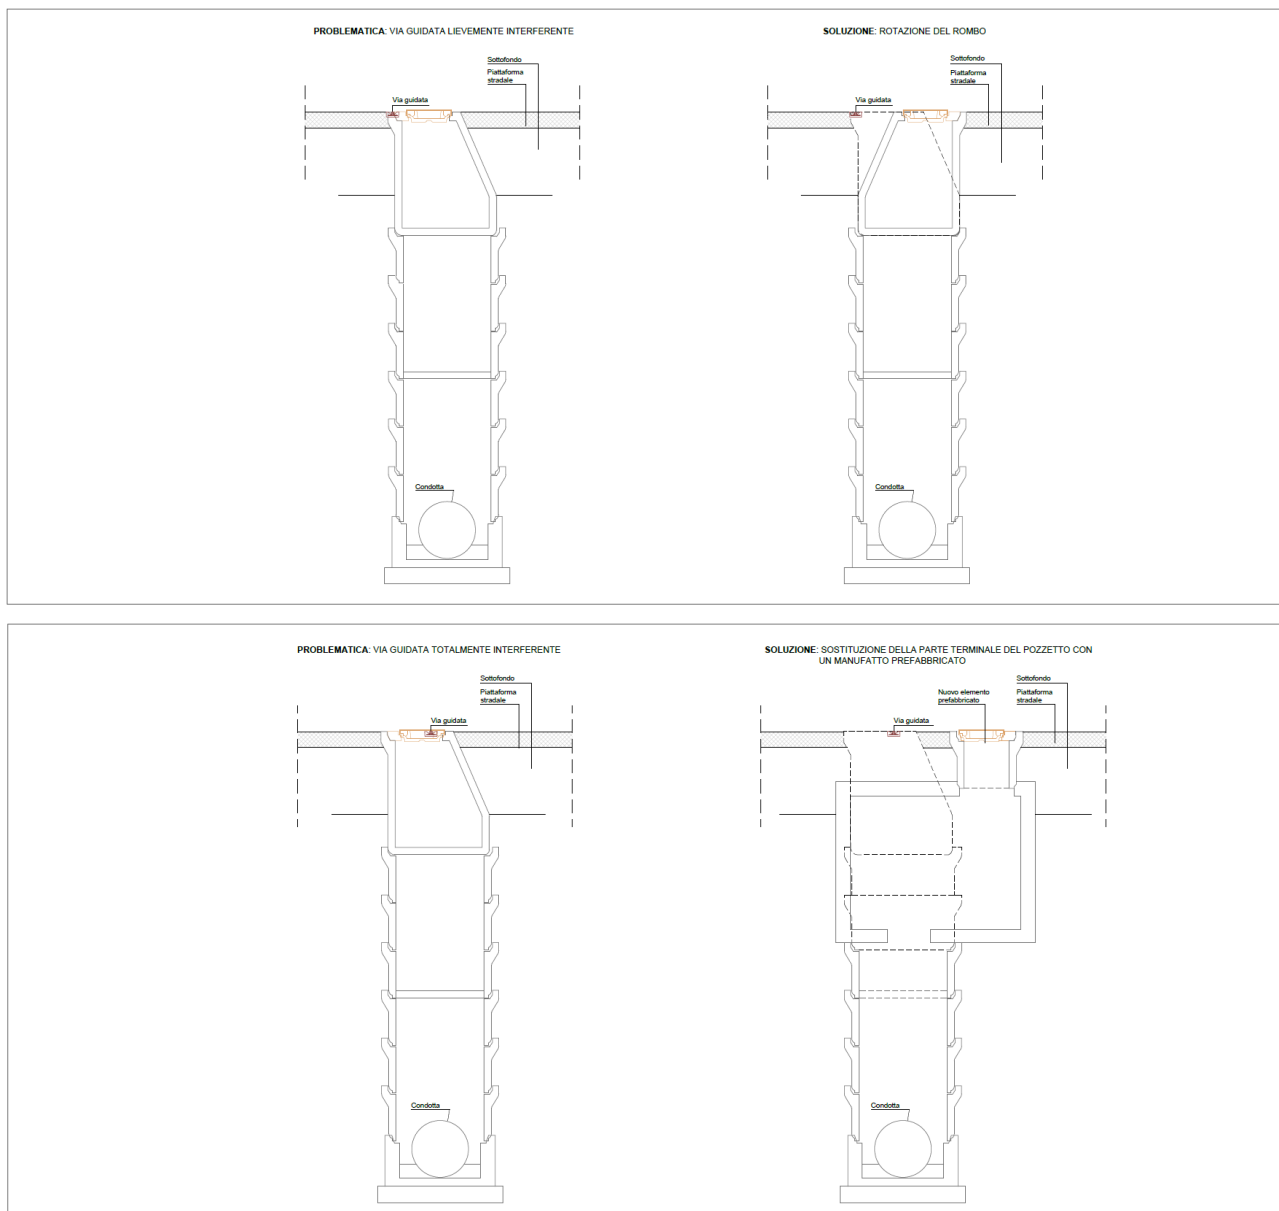 PROBLEMATICA: VIA GUIDATA LIEVEMENTE INTERFERENTE
Sottofondo
Piattaforma
stradale
Via guidata
Condotta
SOLUZIONE: ROTAZIONE DEL ROMBO
Sottofondo
Piattaforma
stradale
Via guidata
Condotta
PROBLEMATICA: VIA GUIDATA TOTALMENTE INTERFERENTE
Sottofondo
Piattaforma
stradale
Via guidata
Condotta
SOLUZIONE: SOSTITUZIONE DELLA PARTE TERMINALE DEL POZZETTO CON
UN MANUFATTO PREFABBRICATO
Sottofondo
Nuovo elemento
prefabbricato
Piattaforma
stradale
Via guidata
Condotta